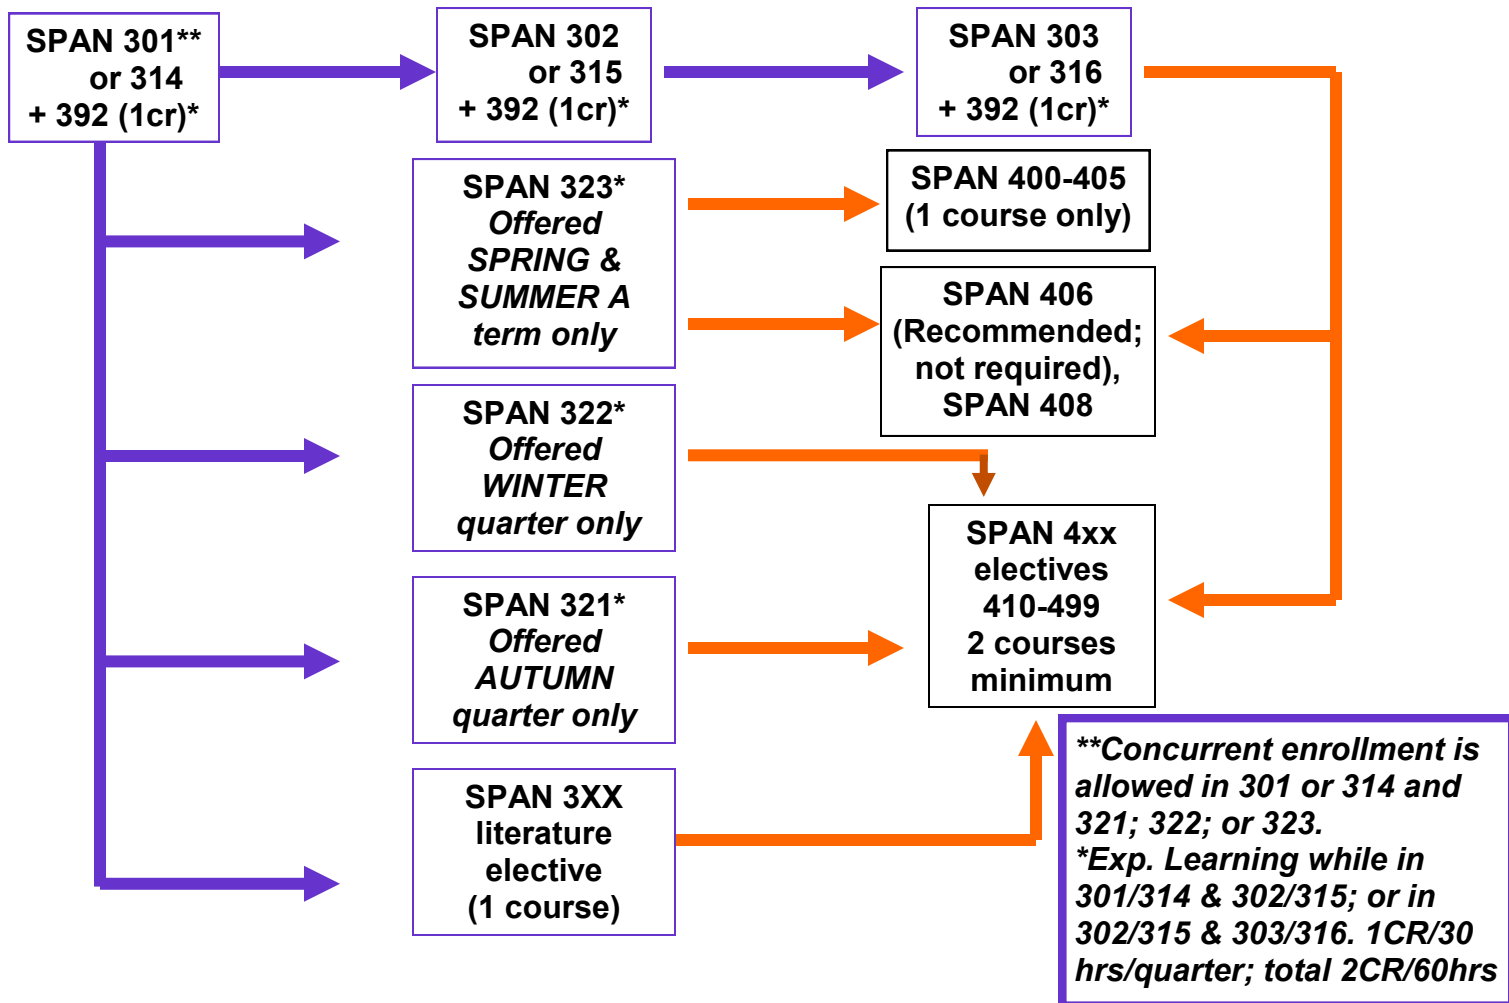 SPAN 301**
or 314
+ 392 (1cr)*
SPAN 302
or 315
+ 392 (1cr)*
SPAN 303
or 316
+ 392 (1cr)*
SPAN 323*
Offered
SPRING &
SUMMER A
term only
SPAN 400-405
(1 course only)
SPAN 406
(Recommended;
not required),
SPAN 408
SPAN 322*
Offered
WINTER
quarter only
SPAN 4xx
electives
410-499
2 courses
minimum
SPAN 321*
Offered
AUTUMN
quarter only
SPAN 3XX
literature
elective
(1 course)
**Concurrent enrollment is
allowed in 301 or 314 and
321; 322; or 323.
*Exp. Learning while in
301/314 & 302/315; or in
302/315 & 303/316. 1CR/30
hrs/quarter; total 2CR/60hrs